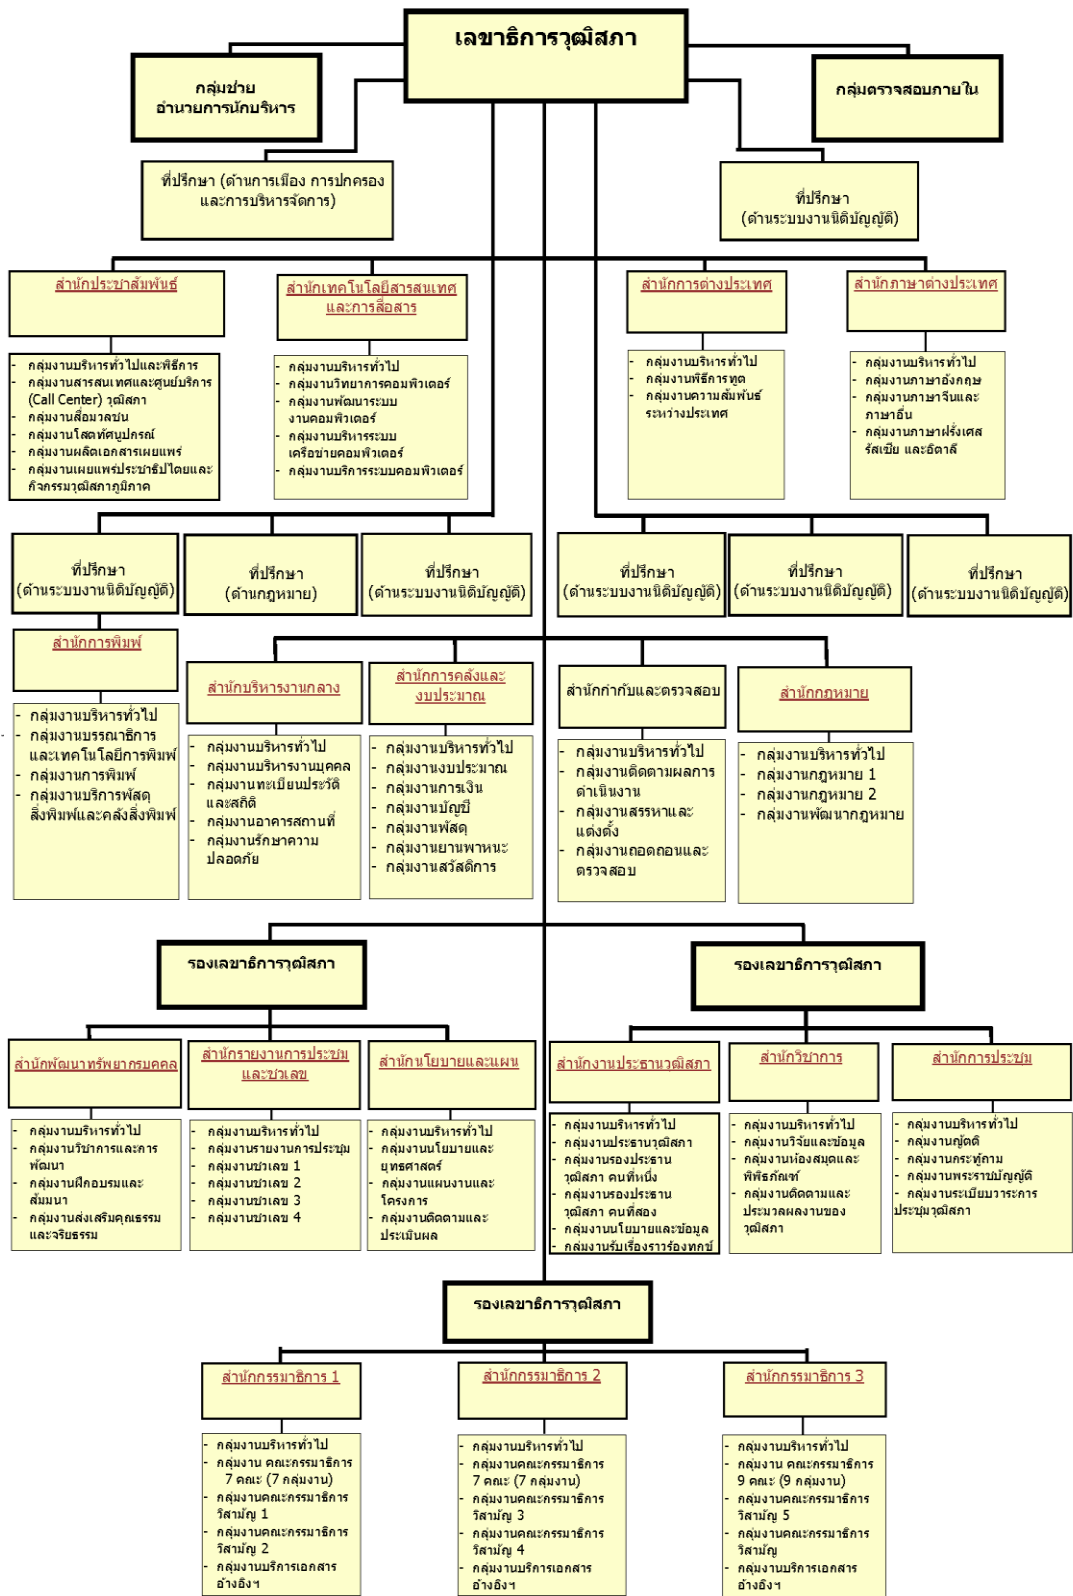 เลขาธิการวุฒิสภา
กลุ่มช่วย
อำนวยการนักบริหาร
กลุ่มตรวจสอบภายใน
ที่ปรึกษา (ด้านการเมือง การปกครอง
และการบริหารจัดการ)
ที่ปรึกษา
(ด้านระบบงานนิติบัญญัติ)
สำนักประชาสัมพันธ์
- กลุ่มงานบริหารทั่วไปและพิธีการ
- กลุ่มงานสารสนเทศและศูนย์บริการ
(Call Center) วุฒิสภา
- กลุ่มงานสื่อมวลชน
- กลุ่มงานโสตทัศนูปกรณ์
- กลุ่มงานผลิตเอกสารเผยแพร่
- กลุ่มงานเผยแพร่ประชาธิปไตยและ
กิจกรรมวุฒิสภาภูมิภาค
สำนักเทคโนโลยีสารสนเทศ
และการสื่อสาร
- กลุ่มงานบริหารทั่วไป
- กลุ่มงานวิทยาการคอมพิวเตอร์
- กลุ่มงานพัฒนาระบบ
งานคอมพิวเตอร์
- กลุ่มงานบริหารระบบ
เครือข่ายคอมพิวเตอร์
- กลุ่มงานบริการระบบคอมพิวเตอร์
สำนักการต่างประเทศ
- กลุ่มงานบริหารทั่วไป
- กลุ่มงานพิธีการทูต
- กลุ่มงานความสัมพันธ์
ระหว่างประเทศ
สำนักภาษาต่างประเทศ
- กลุ่มงานบริหารทั่วไป
- กลุ่มงานภาษาอังกฤษ
- กลุ่มงานภาษาจีนและ
ภาษาอื่น
- กลุ่มงานภาษาฝรั่งเศส
รัสเซีย และอิตาลี
ที่ปรึกษา
(ด้านระบบงานนิติบัญญัติ)
ที่ปรึกษา
(ด้านกฎหมาย)
ที่ปรึกษา
(ด้านระบบงานนิติบัญญัติ)
ที่ปรึกษา
(ด้านระบบงานนิติบัญญัติ)
ที่ปรึกษา
(ด้านระบบงานนิติบัญญัติ)
ที่ปรึกษา
(ด้านระบบงานนิติบัญญัติ)
สำนักการพิมพ์
- กลุ่มงานบริหารทั่วไป
- กลุ่มงานบรรณาธิการ
และเทคโนโลยีการพิมพ์
- กลุ่มงานการพิมพ์
- กลุ่มงานบริการพัสดุ
สิ่งพิมพ์และคลังสิ่งพิมพ์
สำนักบริหารงานกลาง
- กลุ่มงานบริหารทั่วไป
- กลุ่มงานบริหารงานบุคคล
- กลุ่มงานทะเบียนประวัติ
และสถิติ
- กลุ่มงานอาคารสถานที่
- กลุ่มงานรักษาความ
ปลอดภัย
สำนักการคลังและ
งบประมาณ
- กลุ่มงานบริหารทั่วไป
- กลุ่มงานงบประมาณ
- กลุ่มงานการเงิน
- กลุ่มงานบัญชี
- กลุ่มงานพัสดุ
- กลุ่มงานยานพาหนะ
- กลุ่มงานสวัสดิการ
สำนักกำกับและตรวจสอบ
- กลุ่มงานบริหารทั่วไป
- กลุ่มงานติดตามผลการ
ดำเนินงาน
- กลุ่มงานสรรหาและ
แต่งตั้ง
- กลุ่มงานถอดถอนและ
ตรวจสอบ
สำนักกฎหมาย
- กลุ่มงานบริหารทั่วไป
- กลุ่มงานกฎหมาย 1
- กลุ่มงานกฎหมาย 2
- กลุ่มงานพัฒนากฎหมาย
รองเลขาธิการวุฒิสภา
รองเลขาธิการวุฒิสภา
สำนักพัฒนาทรัพยากรบุคคล
- กลุ่มงานบริหารทั่วไป
- กลุ่มงานวิชาการและการ
พัฒนา
- กลุ่มงานฝึกอบรมและ
สัมมนา
- กลุ่มงานส่งเสริมคุณธรรม
และจริยธรรม
สำนักรายงานการประชุม
และชวเลข
- กลุ่มงานบริหารทั่วไป
- กลุ่มงานรายงานการประชุม
- กลุ่มงานชวเลข 1
- กลุ่มงานชวเลข 2
- กลุ่มงานชวเลข 3
- กลุ่มงานชวเลข 4
สำนักนโยบายและแผน
- กลุ่มงานบริหารทั่วไป
- กลุ่มงานนโยบายและ
ยุทธศาสตร์
- กลุ่มงานแผนงานและ
โครงการ
- กลุ่มงานติดตามและ
ประเมินผล
สำนักงานประธานวุฒิสภา
- กลุ่มงานบริหารทั่วไป
- กลุ่มงานประธานวุฒิสภา
- กลุ่มงานรองประธาน
วุฒิสภา คนที่หนึ่ง
- กลุ่มงานรองประธาน
วุฒิสภา คนที่สอง
- กลุ่มงานนโยบายและข้อมูล
- กลุ่มงานรับเรื่องราวร้องทุกข์
สำนักวิชาการ
- กลุ่มงานบริหารทั่วไป
- กลุ่มงานวิจัยและข้อมูล
- กลุ่มงานห้องสมุดและ
พิพิธภัณฑ์
- กลุ่มงานติดตามและ
ประมวลผลงานของ
วุฒิสภา
สำนักการประชุม
- กลุ่มงานบริหารทั่วไป
- กลุ่มงานญัตติ
- กลุ่มงานกระทู้ถาม
- กลุ่มงานพระราชบัญญัติ
- กลุ่มงานระเบียบวาระการ
ประชุมวุฒิสภา
รองเลขาธิการวุฒิสภา
สำนักกรรมาธิการ 1
- กลุ่มงานบริหารทั่วไป
- กลุ่มงาน คณะกรรมาธิการ
7 คณะ (7 กลุ่มงาน)
- กลุ่มงานคณะกรรมาธิการ
วิสามัญ 1
- กลุ่มงานคณะกรรมาธิการ
วิสามัญ 2
- กลุ่มงานบริการเอกสาร
อ้างอิงฯ
สำนักกรรมาธิการ 2
- กลุ่มงานบริหารทั่วไป
- กลุ่มงาน คณะกรรมาธิการ
7 คณะ (7 กลุ่มงาน)
- กลุ่มงานคณะกรรมาธิการ
วิสามัญ 3
- กลุ่มงานคณะกรรมาธิการ
วิสามัญ 4
- กลุ่มงานบริการเอกสาร
อ้างอิงฯ
สำนักกรรมาธิการ 3
- กลุ่มงานบริหารทั่วไป
- กลุ่มงาน คณะกรรมาธิการ
9 คณะ (9 กลุ่มงาน)
- กลุ่มงานคณะกรรมาธิการ
วิสามัญ 5
- กลุ่มงานคณะกรรมาธิการ
วิสามัญ
- กลุ่มงานบริการเอกสาร
อ้างอิงฯ